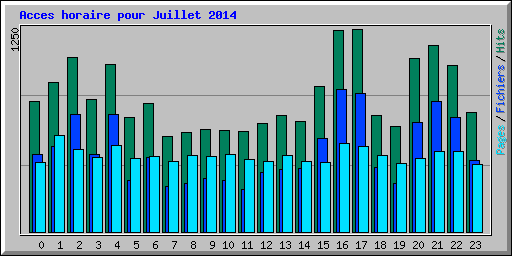 Acces horaire pour Juillet 2014
1250
Pages / Fichiers / Hits
0 1 2 3 4 5 6 7 8 9 10 11 12 13 14 15 16 17 18 19 20 21 22 23